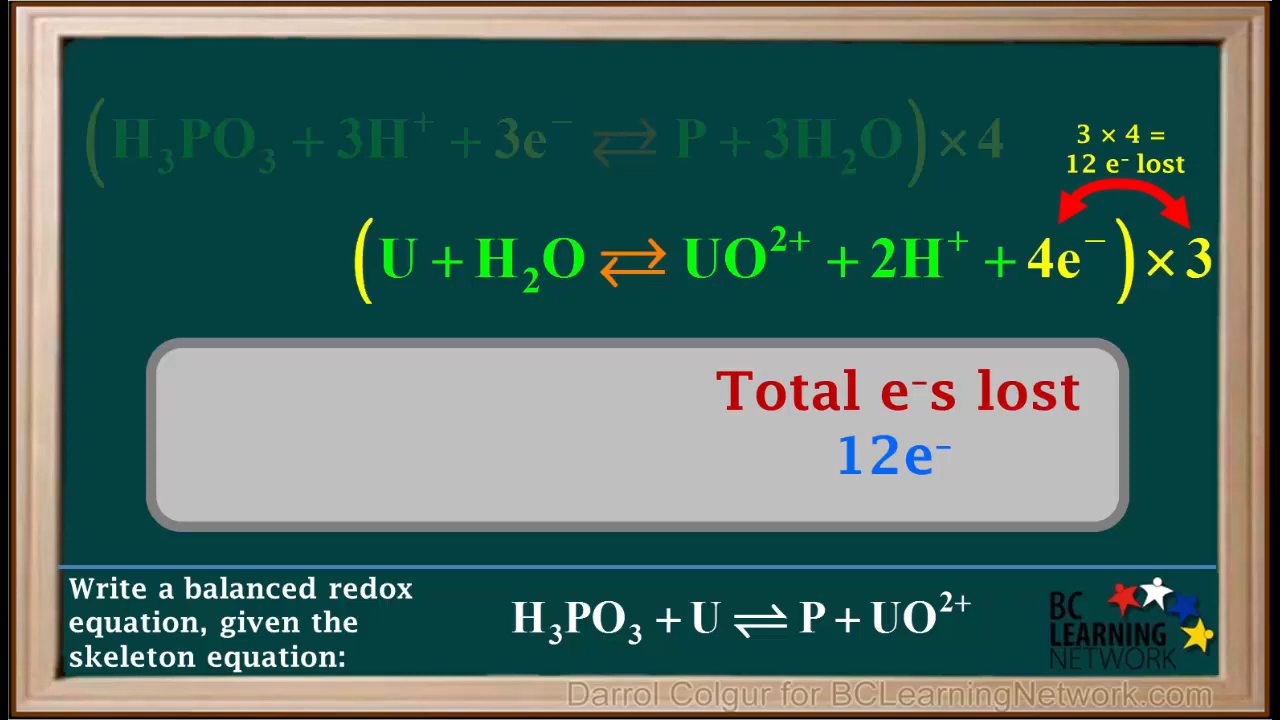 (H₃PO₃ + 3H⁺ + 3e⁻ ⇄ P + 3H₂O) × 4
3 × 4 =
12 e⁻ lost
(U + H₂O ⇄ UO²⁺ + 2H⁺ + 4e⁻) × 3
Total e⁻s lost
12e⁻
Write a balanced redox
equation, given the
skeleton equation:
H₃PO₃ + U ⇌ P + UO²⁺
BC
LEARNING
NETWORK
Darrol Colgur for BCLearningNetwork.com